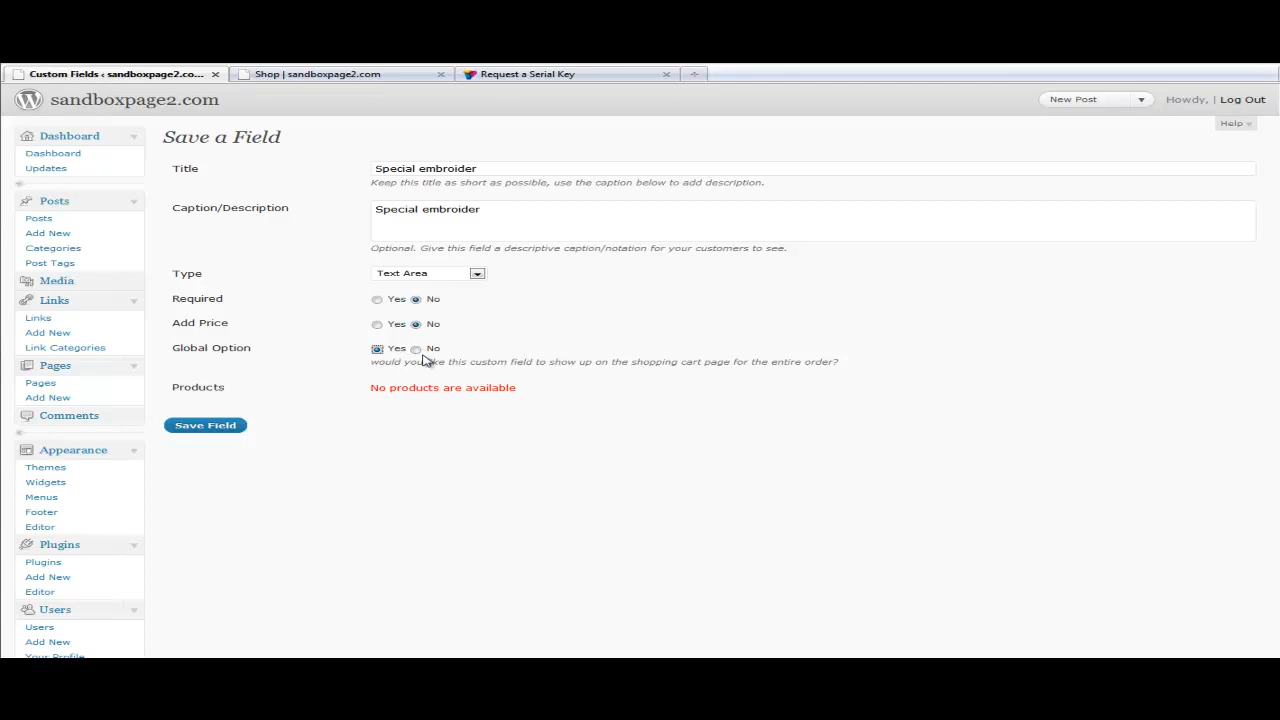 Custom Fields ‹ sandboxpage2.co...
Shop | sandboxpage2.com
Request a Serial Key
sandboxpage2.com
New Post
Howdy, | Log Out
Help
Dashboard
Dashboard
Updates
Posts
Posts
Add New
Categories
Post Tags
Media
Links
Links
Add New
Link Categories
Pages
Pages
Add New
Comments
Appearance
Themes
Widgets
Menus
Footer
Editor
Plugins
Plugins
Add New
Editor
Users
Users
Add New
Your Profile
Save a Field
Title
Special embroider
Keep this title as short as possible, use the caption below to add description.
Caption/Description
Special embroider
Optional. Give this field a descriptive caption/notation for your customers to see.
Type
Text Area
Required
Yes No
Add Price
Yes No
Global Option
Yes No
would you like this custom field to show up on the shopping cart page for the entire order?
Products
No products are available
Save Field